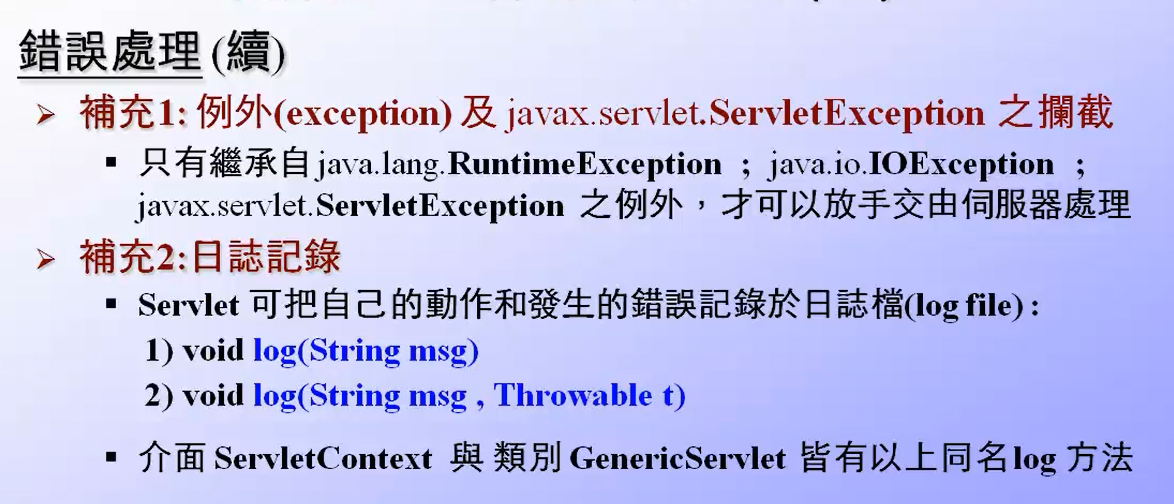 錯誤處理 (續)
補充1: 例外(exception) 及 javax.servlet.ServletException 之攔截
只有繼承自 java.lang.RuntimeException ; java.io.IOException ;
javax.servlet.ServletException 之例外，才可以放手交由伺服器處理
補充2:日誌記錄
Servlet 可把自己的動作和發生的錯誤記錄於日誌檔(log file) :
1) void log(String msg)
2) void log(String msg , Throwable t)
介面 ServletContext 與 類別 GenericServlet 皆有以上同名log 方法